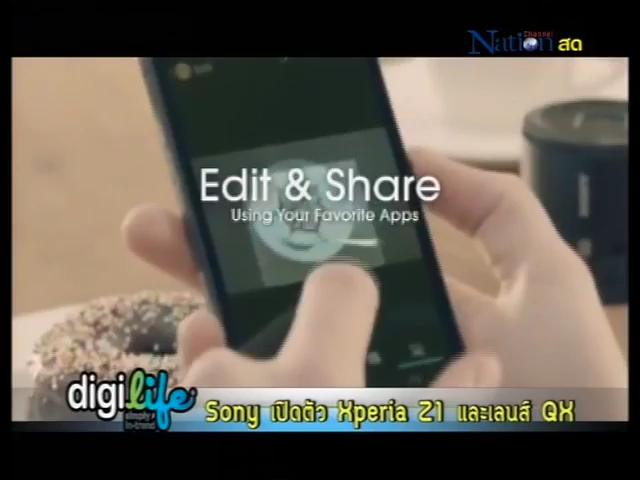 Nation
Channel
สด
Edit & Share
Using Your Favorite Apps
digilife
simply
in-trend
Sony เปิดตัว Xperia Z1 และเลนส์ QX